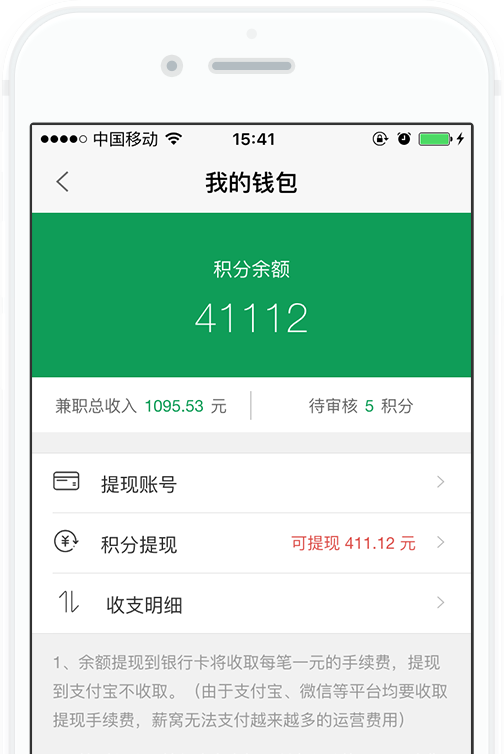 中国移动 15:41
我的钱包
积分余额
41112
兼职总收入 1095.53 元 待审核 5 积分
提现账号
积分提现 可提现 411.12 元
收支明细
1、余额提现到银行卡将收取每笔一元的手续费，提现
到支付宝不收取。（由于支付宝、微信等平台均要收取
提现手续费，薪窝无法支付越来越多的运营费用）